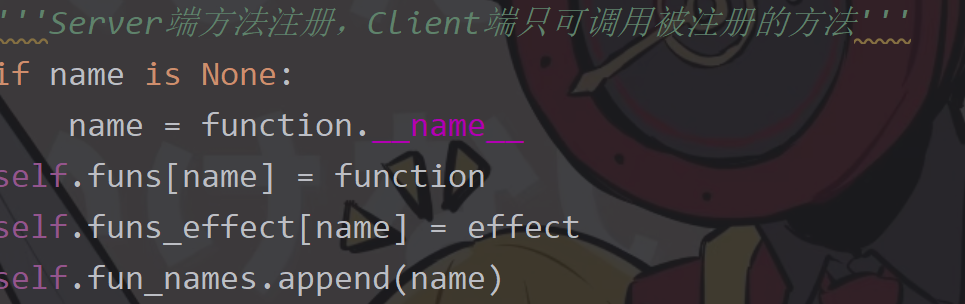 '''Server端方法注册，Client端只可调用被注册的方法'''
if name is None:
name = function.__name__
self.funs[name] = function
self.funs_effect[name] = effect
self.fun_names.append(name)